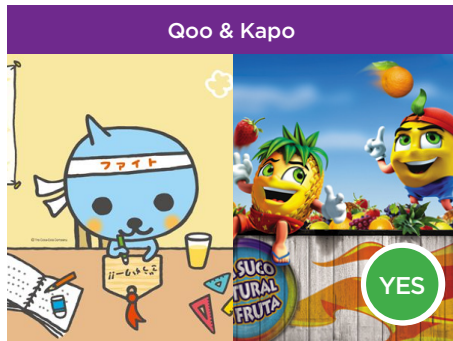 Qoo & Kapo
ファイト
SUCO
TURAL
FRUTA
YES